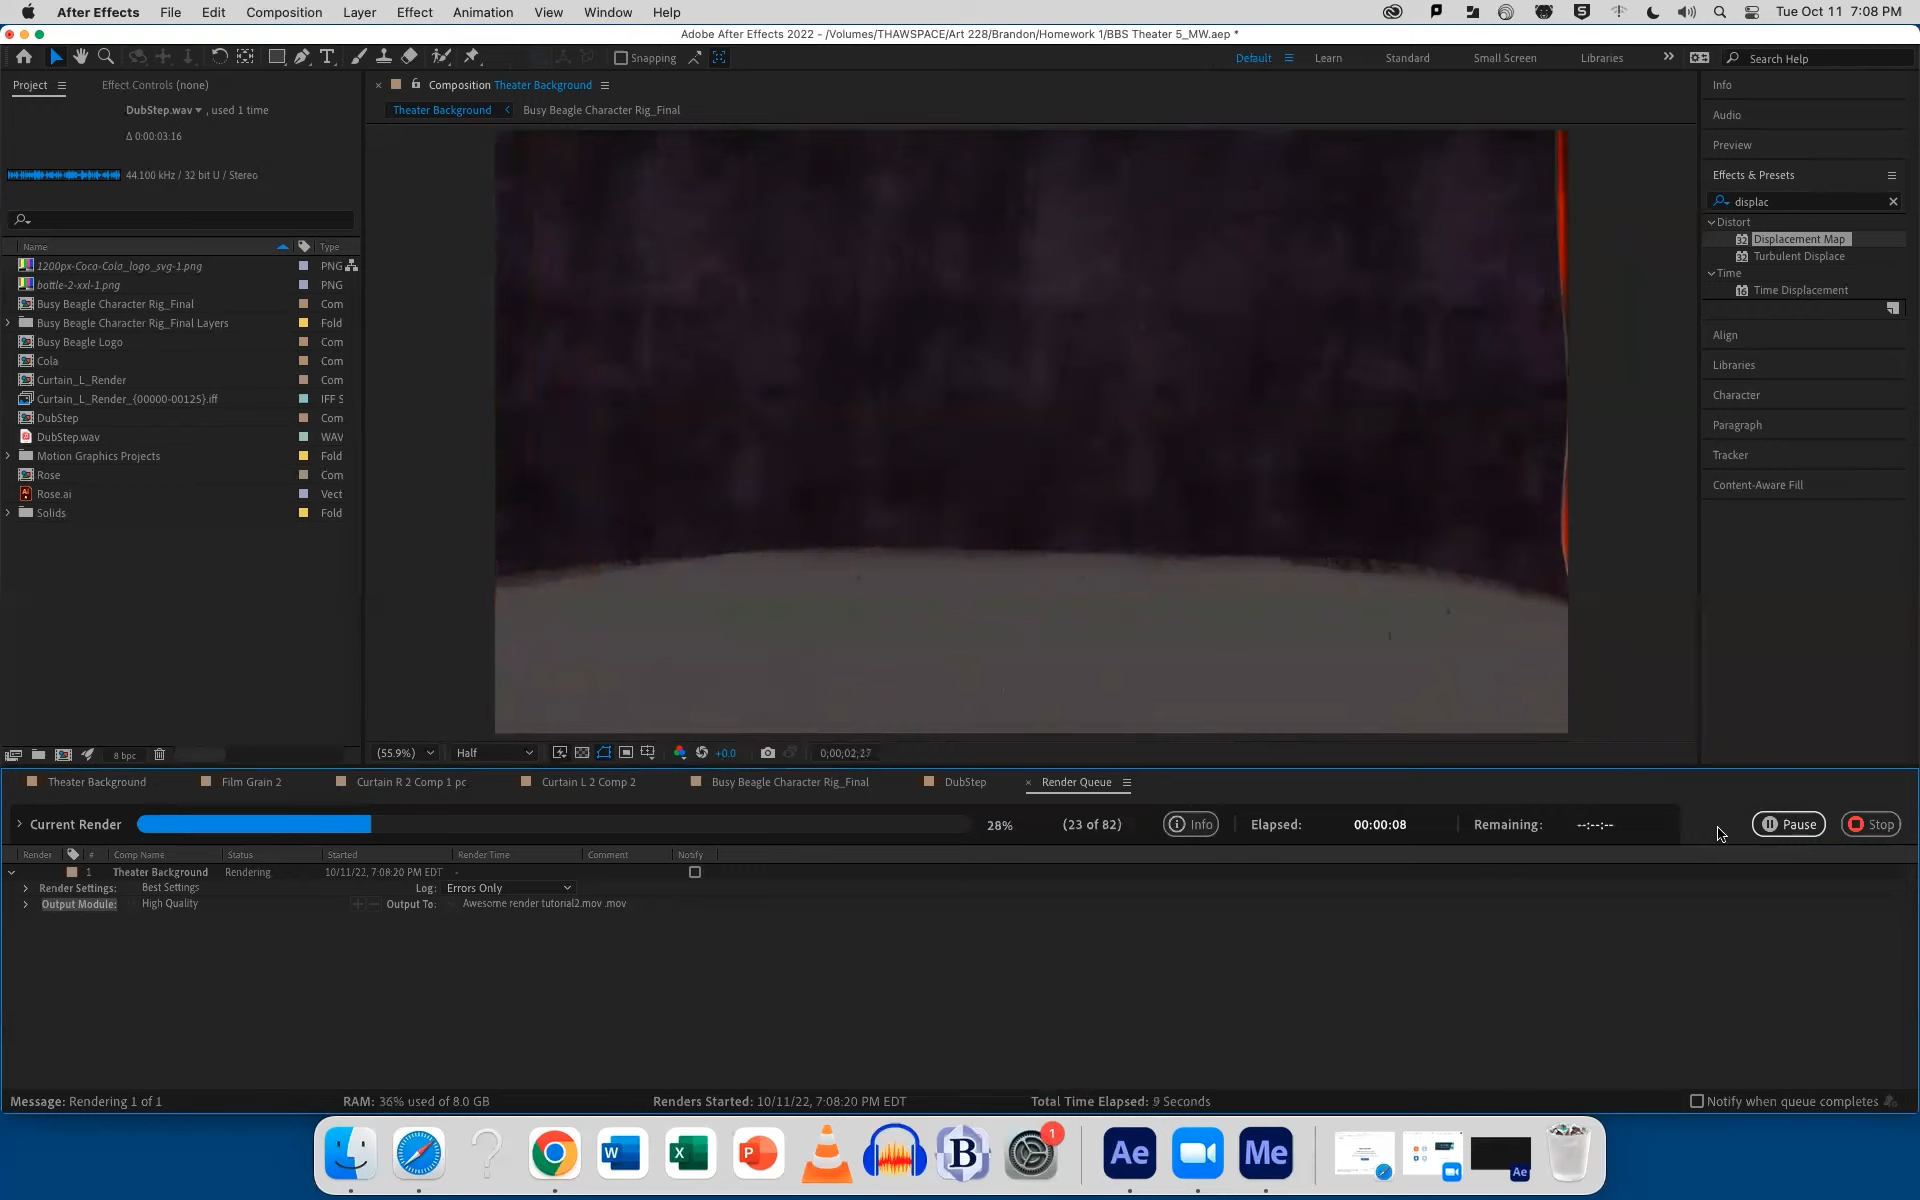 After Effects File Edit Composition Layer Effect Animation View Window Help Tue Oct 11 7:08 PM
Adobe After Effects 2022 - /Volumes/THAWSPACE/Art 228/Brandon/Homework 1/BBS Theater 5_MW.aep *
Snapping Default Learn Standard Small Screen Libraries Search Help
Project Effect Controls (none)
Composition Theater Background
Info
DubStep.wav , used 1 time
Theater Background Busy Beagle Character Rig_Final
Audio
Δ 0:00:03:16
Preview
44.100 kHz / 32 bit U / Stereo
Effects & Presets
displac
Distort
Name Type
Displacement Map
Turbulent Displace
1200px-Coca-Cola_logo_svg-1.png PNG
Time
bottle-2-xxl-1.png PNG
Time Displacement
Busy Beagle Character Rig_Final Com
Busy Beagle Character Rig_Final Layers Fold
Align
Busy Beagle Logo Com
Cola Com
Libraries
Curtain_L_Render Com
Character
Curtain_L_Render_{00000-00125}.iff IFF S
DubStep Com
Paragraph
DubStep.wav WAV
Motion Graphics Projects Fold
Tracker
Rose Com
Content-Aware Fill
Rose.ai Vect
Solids Fold
8 bpc
(55.9%) Half +0.0 0;00;02;27
Theater Background Film Grain 2 Curtain R 2 Comp 1 pc Curtain L 2 Comp 2 Busy Beagle Character Rig_Final DubStep Render Queue
Current Render 28% (23 of 82) Info Elapsed: 00:00:08 Remaining: --:--:-- Pause Stop
Render # Comp Name Status Started Render Time Comment Notify
1 Theater Background Rendering 10/11/22, 7:08:20 PM EDT -
Render Settings: Best Settings Log: Errors Only
Output Module: High Quality Output To: Awesome render tutorial2.mov .mov
Message: Rendering 1 of 1 RAM: 36% used of 8.0 GB Renders Started: 10/11/22, 7:08:20 PM EDT Total Time Elapsed: 9 Seconds Notify when queue completes
W X P B 1 Ae Me Ae